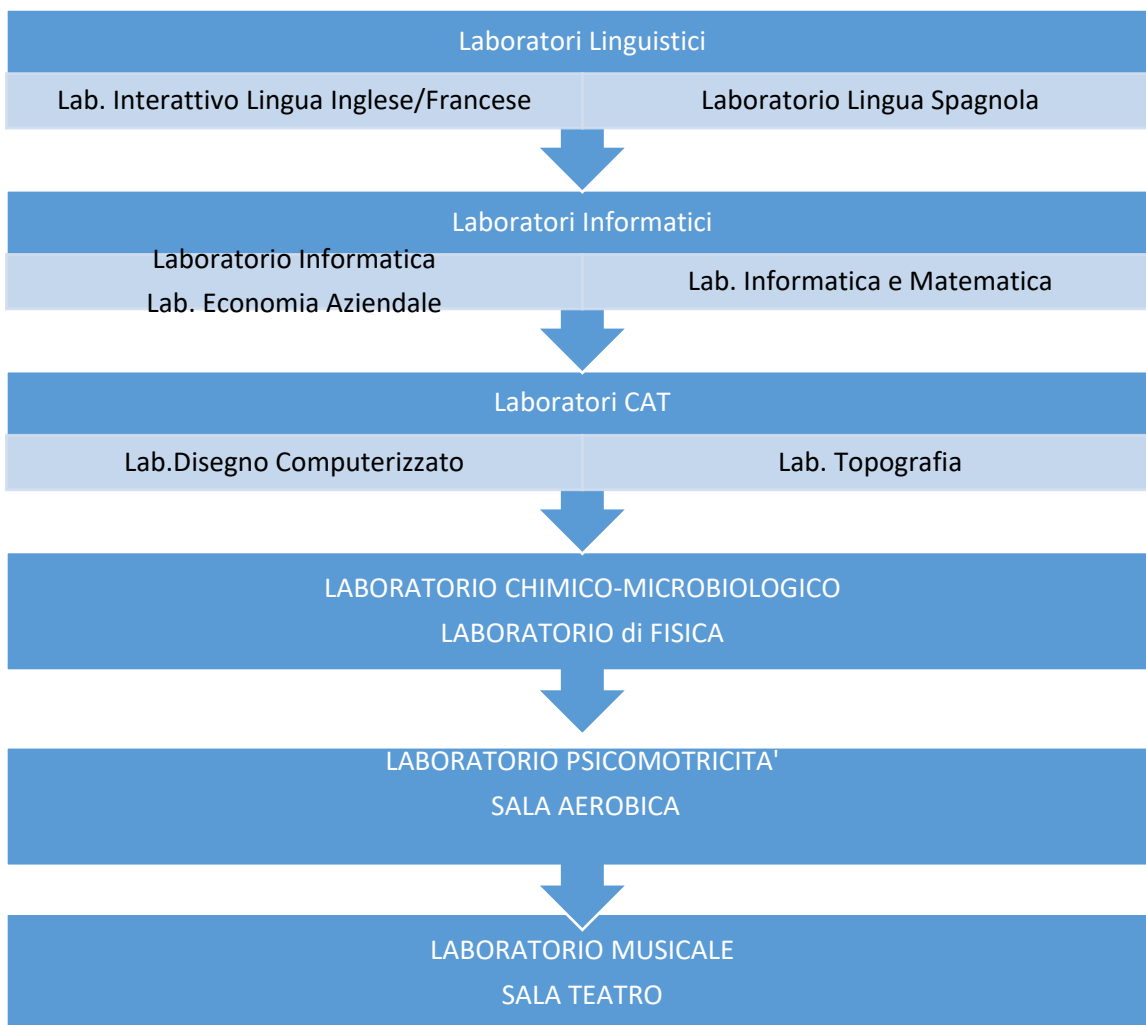 Laboratori Linguistici
Lab. Interattivo Lingua Inglese/Francese
Laboratorio Lingua Spagnola
Laboratori Informatici
Laboratorio Informatica
Lab. Economia Aziendale
Lab. Informatica e Matematica
Laboratori CAT
Lab.Disegno Computerizzato
Lab. Topografia
LABORATORIO CHIMICO-MICROBIOLOGICO
LABORATORIO di FISICA
LABORATORIO PSICOMOTRICITA'
SALA AEROBICA
LABORATORIO MUSICALE
SALA TEATRO